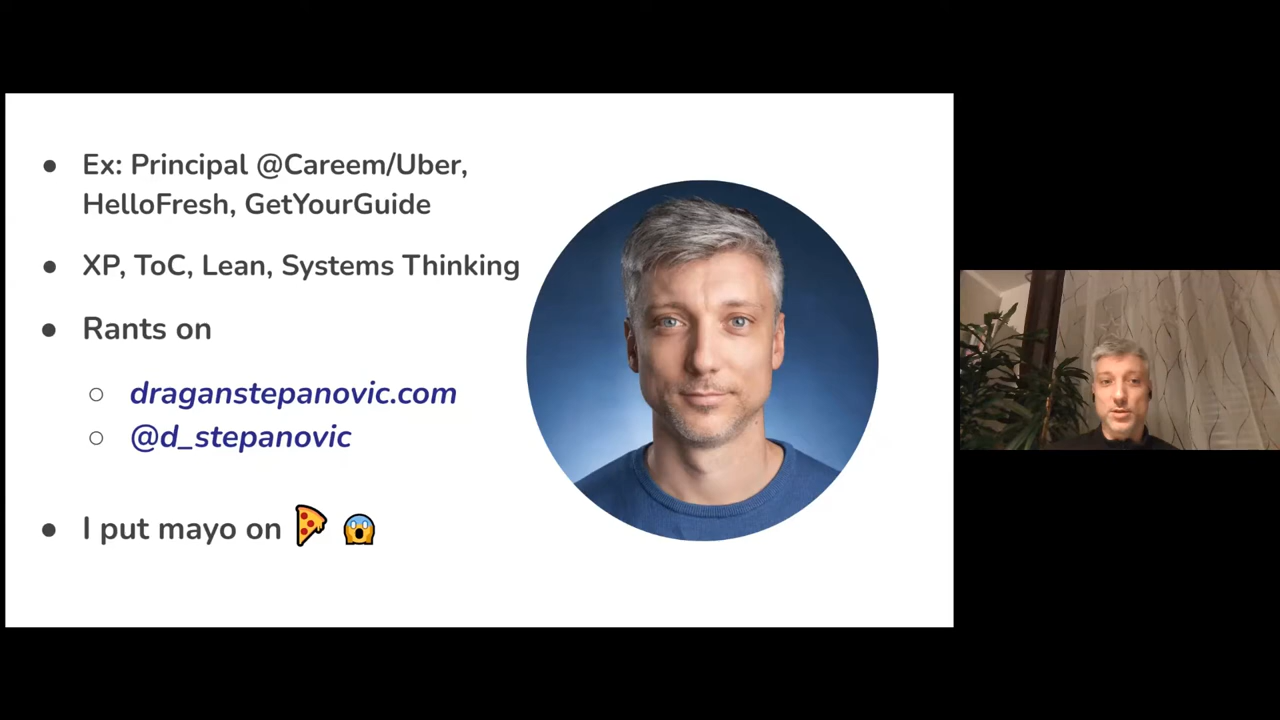 ● Ex: Principal @Careem/Uber,
HelloFresh, GetYourGuide
● XP, ToC, Lean, Systems Thinking
● Rants on
○ draganstepanovic.com
○ @d_stepanovic
● I put mayo on 🍕 😱